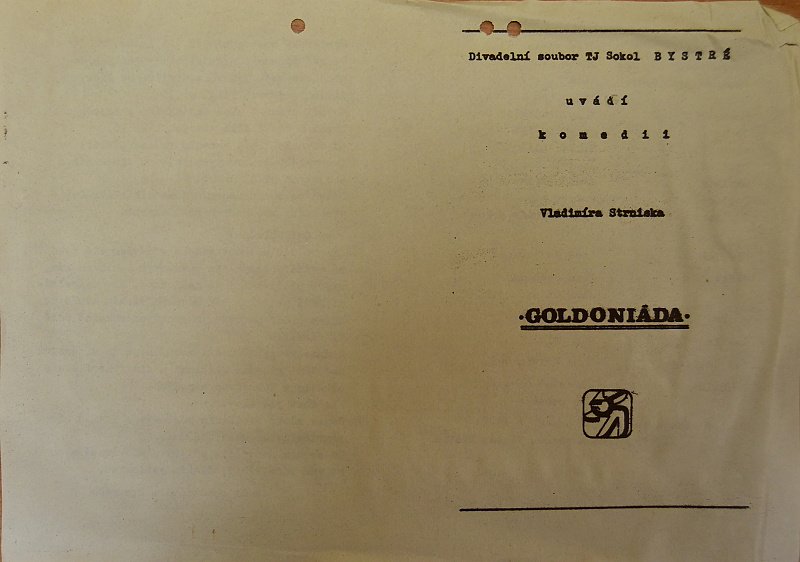 Divadelní soubor TJ Sokol B Y S T R É
u v á d í
k o m e d i i
Vladimíra Strniska
·GOLDONIÁDA·